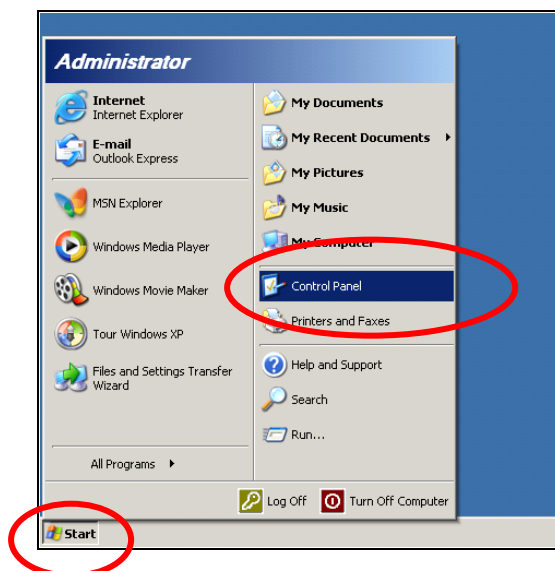 Administrator
Internet
Internet Explorer
E-mail
Outlook Express
MSN Explorer
Windows Media Player
Windows Movie Maker
Tour Windows XP
Files and Settings Transfer
Wizard
All Programs
My Documents
My Recent Documents
My Pictures
My Music
My Computer
Control Panel
Printers and Faxes
Help and Support
Search
Run...
Log Off
Turn Off Computer
Start